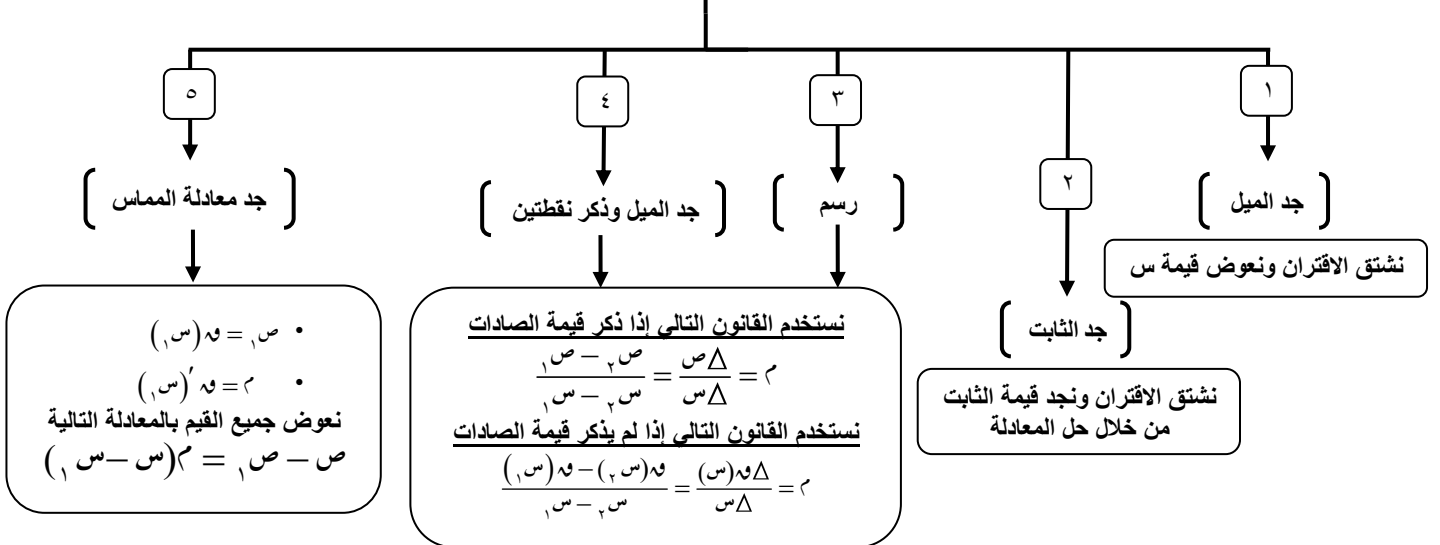 ١
جد الميل
نشتق الاقتران ونعوض قيمة س
٢
جد الثابت
نشتق الاقتران ونجد قيمة الثابت
من خلال حل المعادلة
٣
رسم
٤
جد الميل وذكر نقطتين
نستخدم القانون التالي إذا ذكر قيمة الصادات
م = ∆ص/∆س = (ص٢ − ص١)/(س٢ − س١)
نستخدم القانون التالي إذا لم يذكر قيمة الصادات
م = ∆ق(س)/∆س = (ق(س٢) − ق(س١))/(س٢ − س١)
٥
جد معادلة المماس
• ص١ = ق(س١)
• م = ق′(س١)
نعوض جميع القيم بالمعادلة التالية
ص − ص١ = م(س − س١)